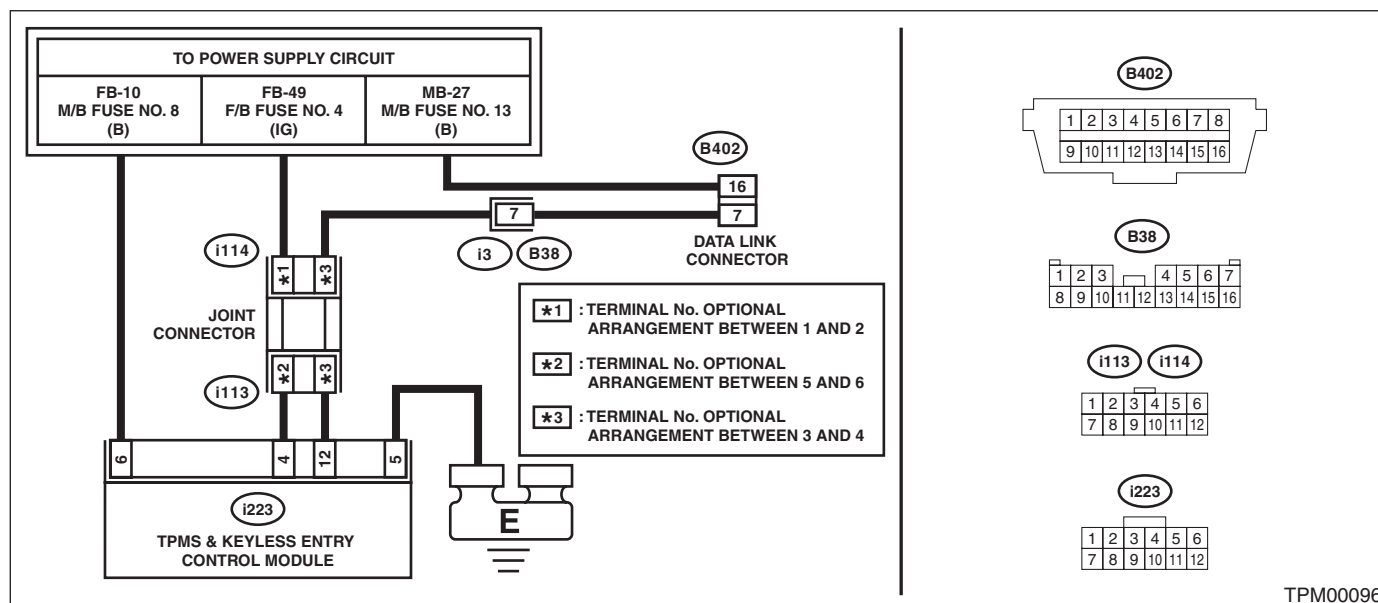 TO POWER SUPPLY CIRCUIT
FB-10
M/B FUSE NO. 8
(B)
FB-49
F/B FUSE NO. 4
(IG)
MB-27
M/B FUSE NO. 13
(B)
B402
16
7
7
DATA LINK
CONNECTOR
i3 B38
i114
*1 *3
JOINT
CONNECTOR
*2 *3
i113
6 4 12 5
i223
TPMS & KEYLESS ENTRY
CONTROL MODULE
E
*1 : TERMINAL No. OPTIONAL
ARRANGEMENT BETWEEN 1 AND 2
*2 : TERMINAL No. OPTIONAL
ARRANGEMENT BETWEEN 5 AND 6
*3 : TERMINAL No. OPTIONAL
ARRANGEMENT BETWEEN 3 AND 4
B402
1 2 3 4 5 6 7 8
9 10 11 12 13 14 15 16
B38
1 2 3 4 5 6 7
8 9 10 11 12 13 14 15 16
i113 i114
1 2 3 4 5 6
7 8 9 10 11 12
i223
1 2 3 4 5 6
7 8 9 10 11 12
TPM00096